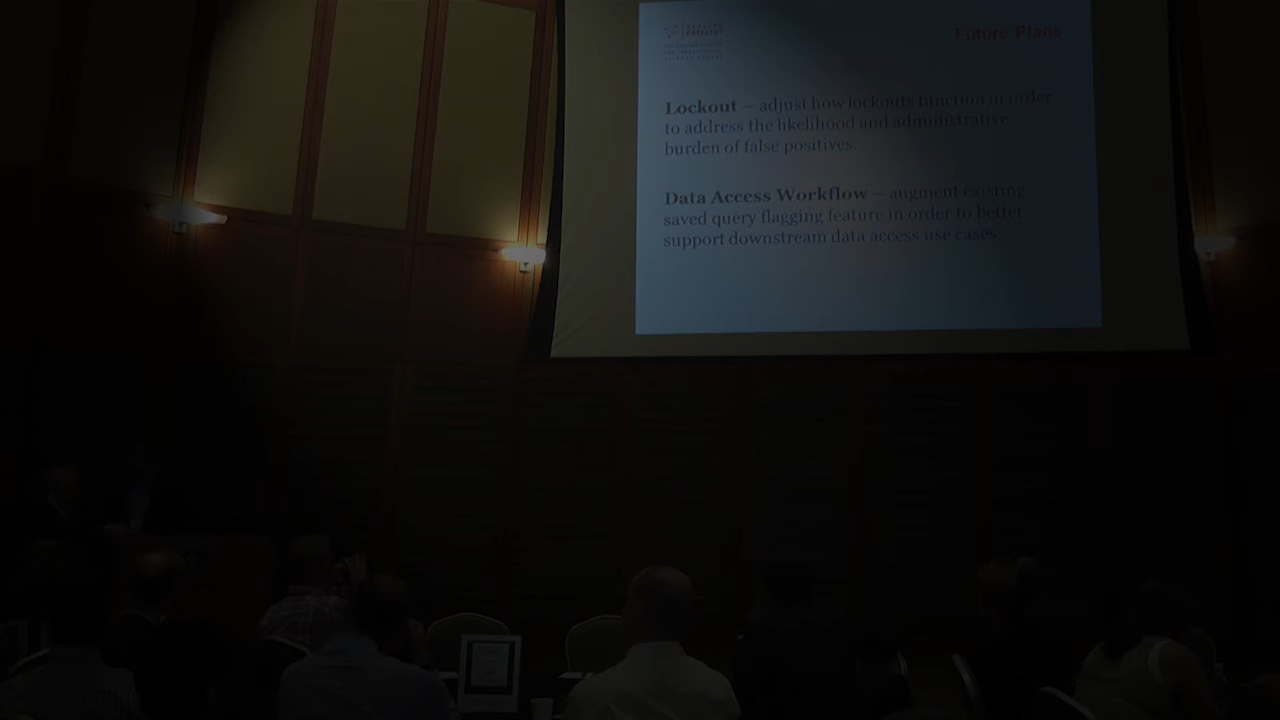 CATALYST
Future Plans
Lockout – adjust how lockouts function in order
to address the likelihood and administrative
burden of false positives.
Data Access Workflow – augment existing
saved query flagging feature in order to better
support downstream data access use cases